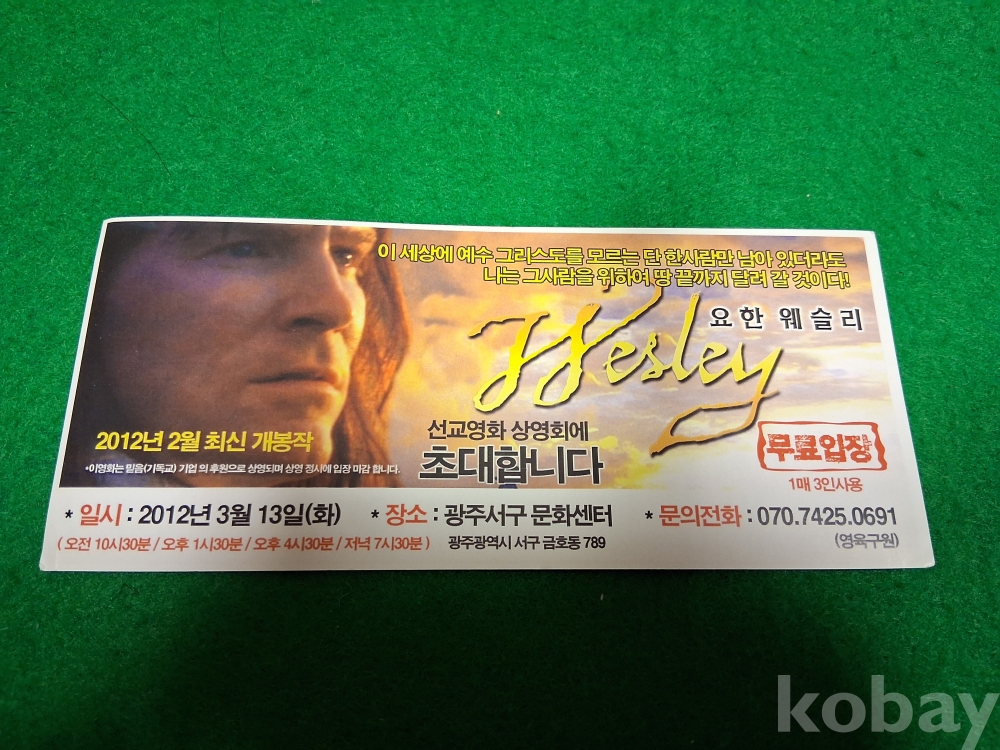 이 세상에 예수 그리스도를 모르는 단 한사람만 남아 있더라도
나는 그사람을 위하여 땅 끝까지 달려 갈 것이다!
요한 웨슬리
Wesley
2012년 2월 최신 개봉작
•이영화는 믿음(기독교) 기업 의 후원으로 상영되며 상영 정시에 입장 마감 합니다.
선교영화 상영회에
초대합니다
무료입장
1매 3인사용
* 일시 : 2012년 3월 13일(화) * 장소 : 광주서구 문화센터 * 문의전화 : 070.7425.0691
( 오전 10시30분 / 오후 1시30분 / 오후 4시30분 / 저녁 7시30분 ) 광주광역시 서구 금호동 789 (영육구원)
kobay